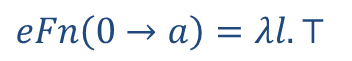 eFn(0 → a) = λl. ⊤